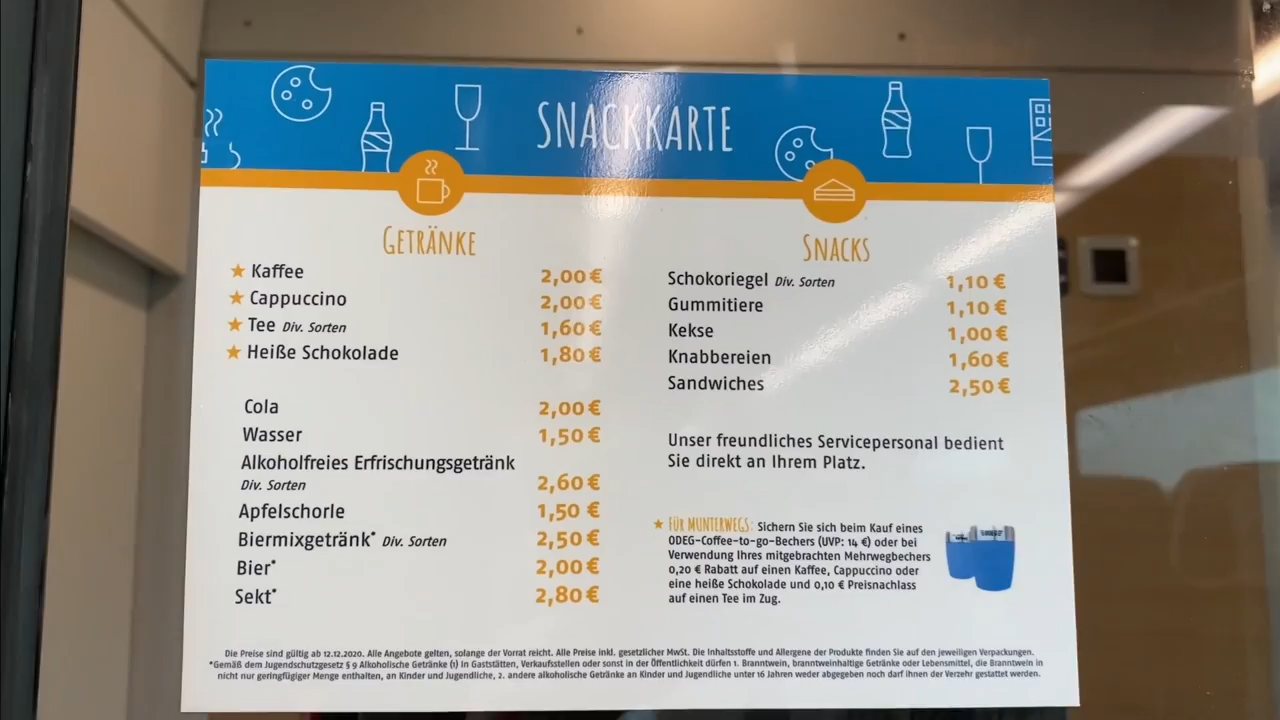 SNACKKARTE
GETRÄNKE
★ Kaffee 2,00 €
★ Cappuccino 2,00 €
★ Tee Div. Sorten 1,60 €
★ Heiße Schokolade 1,80 €
Cola 2,00 €
Wasser 1,50 €
Alkoholfreies Erfrischungsgetränk
Div. Sorten 2,60 €
Apfelschorle 1,50 €
Biermixgetränk* Div. Sorten 2,50 €
Bier* 2,00 €
Sekt* 2,80 €
SNACKS
Schokoriegel Div. Sorten 1,10 €
Gummitiere 1,10 €
Kekse 1,00 €
Knabbereien 1,60 €
Sandwiches 2,50 €
Unser freundliches Servicepersonal bedient
Sie direkt an Ihrem Platz.
★ FÜR MUNTERWEGS: Sichern Sie sich beim Kauf eines
ODEG-Coffee-to-go-Bechers (UVP: 14 €) oder bei
Verwendung Ihres mitgebrachten Mehrwegbechers
0,20 € Rabatt auf einen Kaffee, Cappuccino oder
eine heiße Schokolade und 0,10 € Preisnachlass
auf einen Tee im Zug.
Die Preise sind gültig ab 12.12.2020. Alle Angebote gelten, solange der Vorrat reicht. Alle Preise inkl. gesetzlicher MwSt. Die Inhaltsstoffe und Allergene der Produkte finden Sie auf den jeweiligen Verpackungen.
*Gemäß dem Jugendschutzgesetz § 9 Alkoholische Getränke (1) In Gaststätten, Verkaufsstellen oder sonst in der Öffentlichkeit dürfen 1. Branntwein, branntweinhaltige Getränke oder Lebensmittel, die Branntwein in
nicht nur geringfügiger Menge enthalten, an Kinder und Jugendliche, 2. andere alkoholische Getränke an Kinder und Jugendliche unter 16 Jahren weder abgegeben noch darf ihnen der Verzehr gestattet werden.